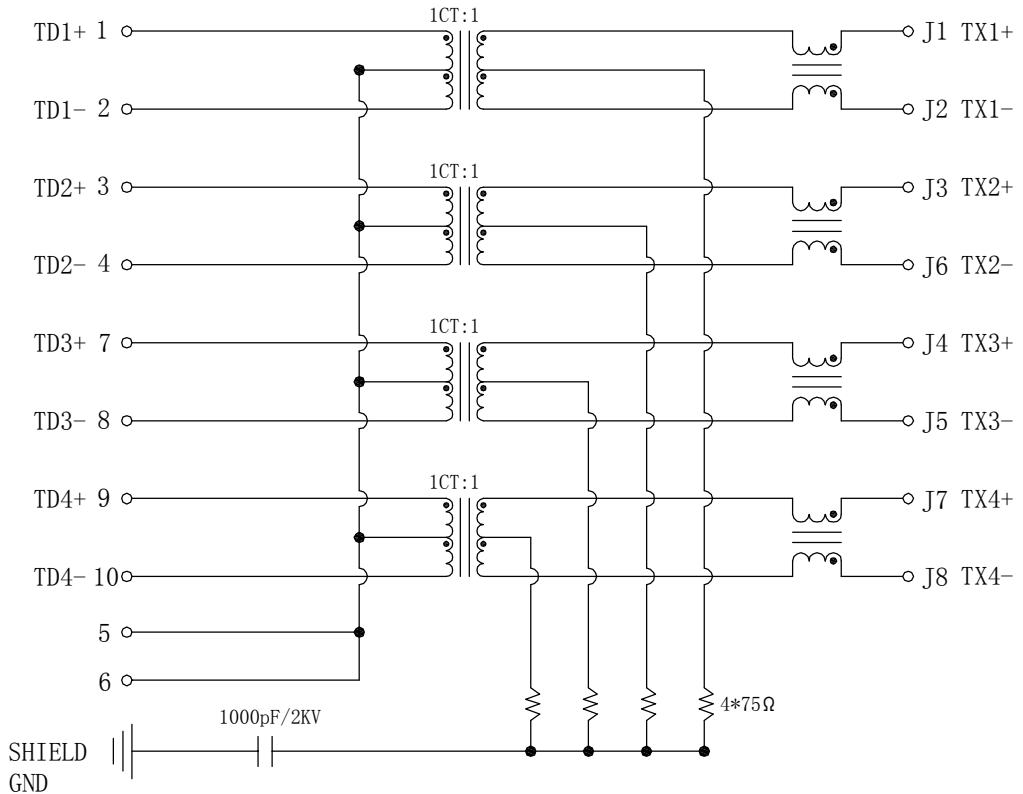 1CT:1
TD1+ 1
J1 TX1+
TD1- 2
J2 TX1-
1CT:1
TD2+ 3
J3 TX2+
TD2- 4
J6 TX2-
1CT:1
TD3+ 7
J4 TX3+
TD3- 8
J5 TX3-
1CT:1
TD4+ 9
J7 TX4+
TD4- 10
J8 TX4-
5
6
1000pF/2KV
4*75Ω
SHIELD
GND